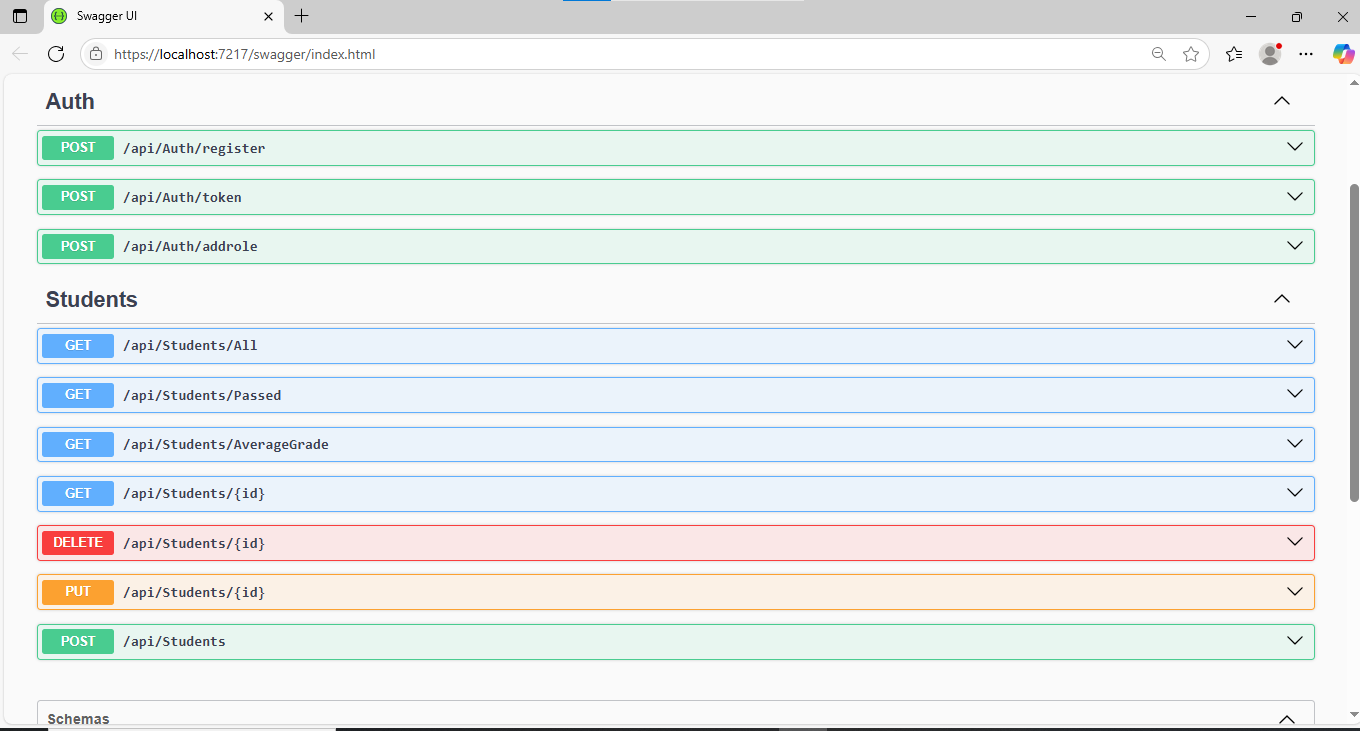 Swagger UI
https://localhost:7217/swagger/index.html
Auth
POST /api/Auth/register
POST /api/Auth/token
POST /api/Auth/addrole
Students
GET /api/Students/All
GET /api/Students/Passed
GET /api/Students/AverageGrade
GET /api/Students/{id}
DELETE /api/Students/{id}
PUT /api/Students/{id}
POST /api/Students
Schemas